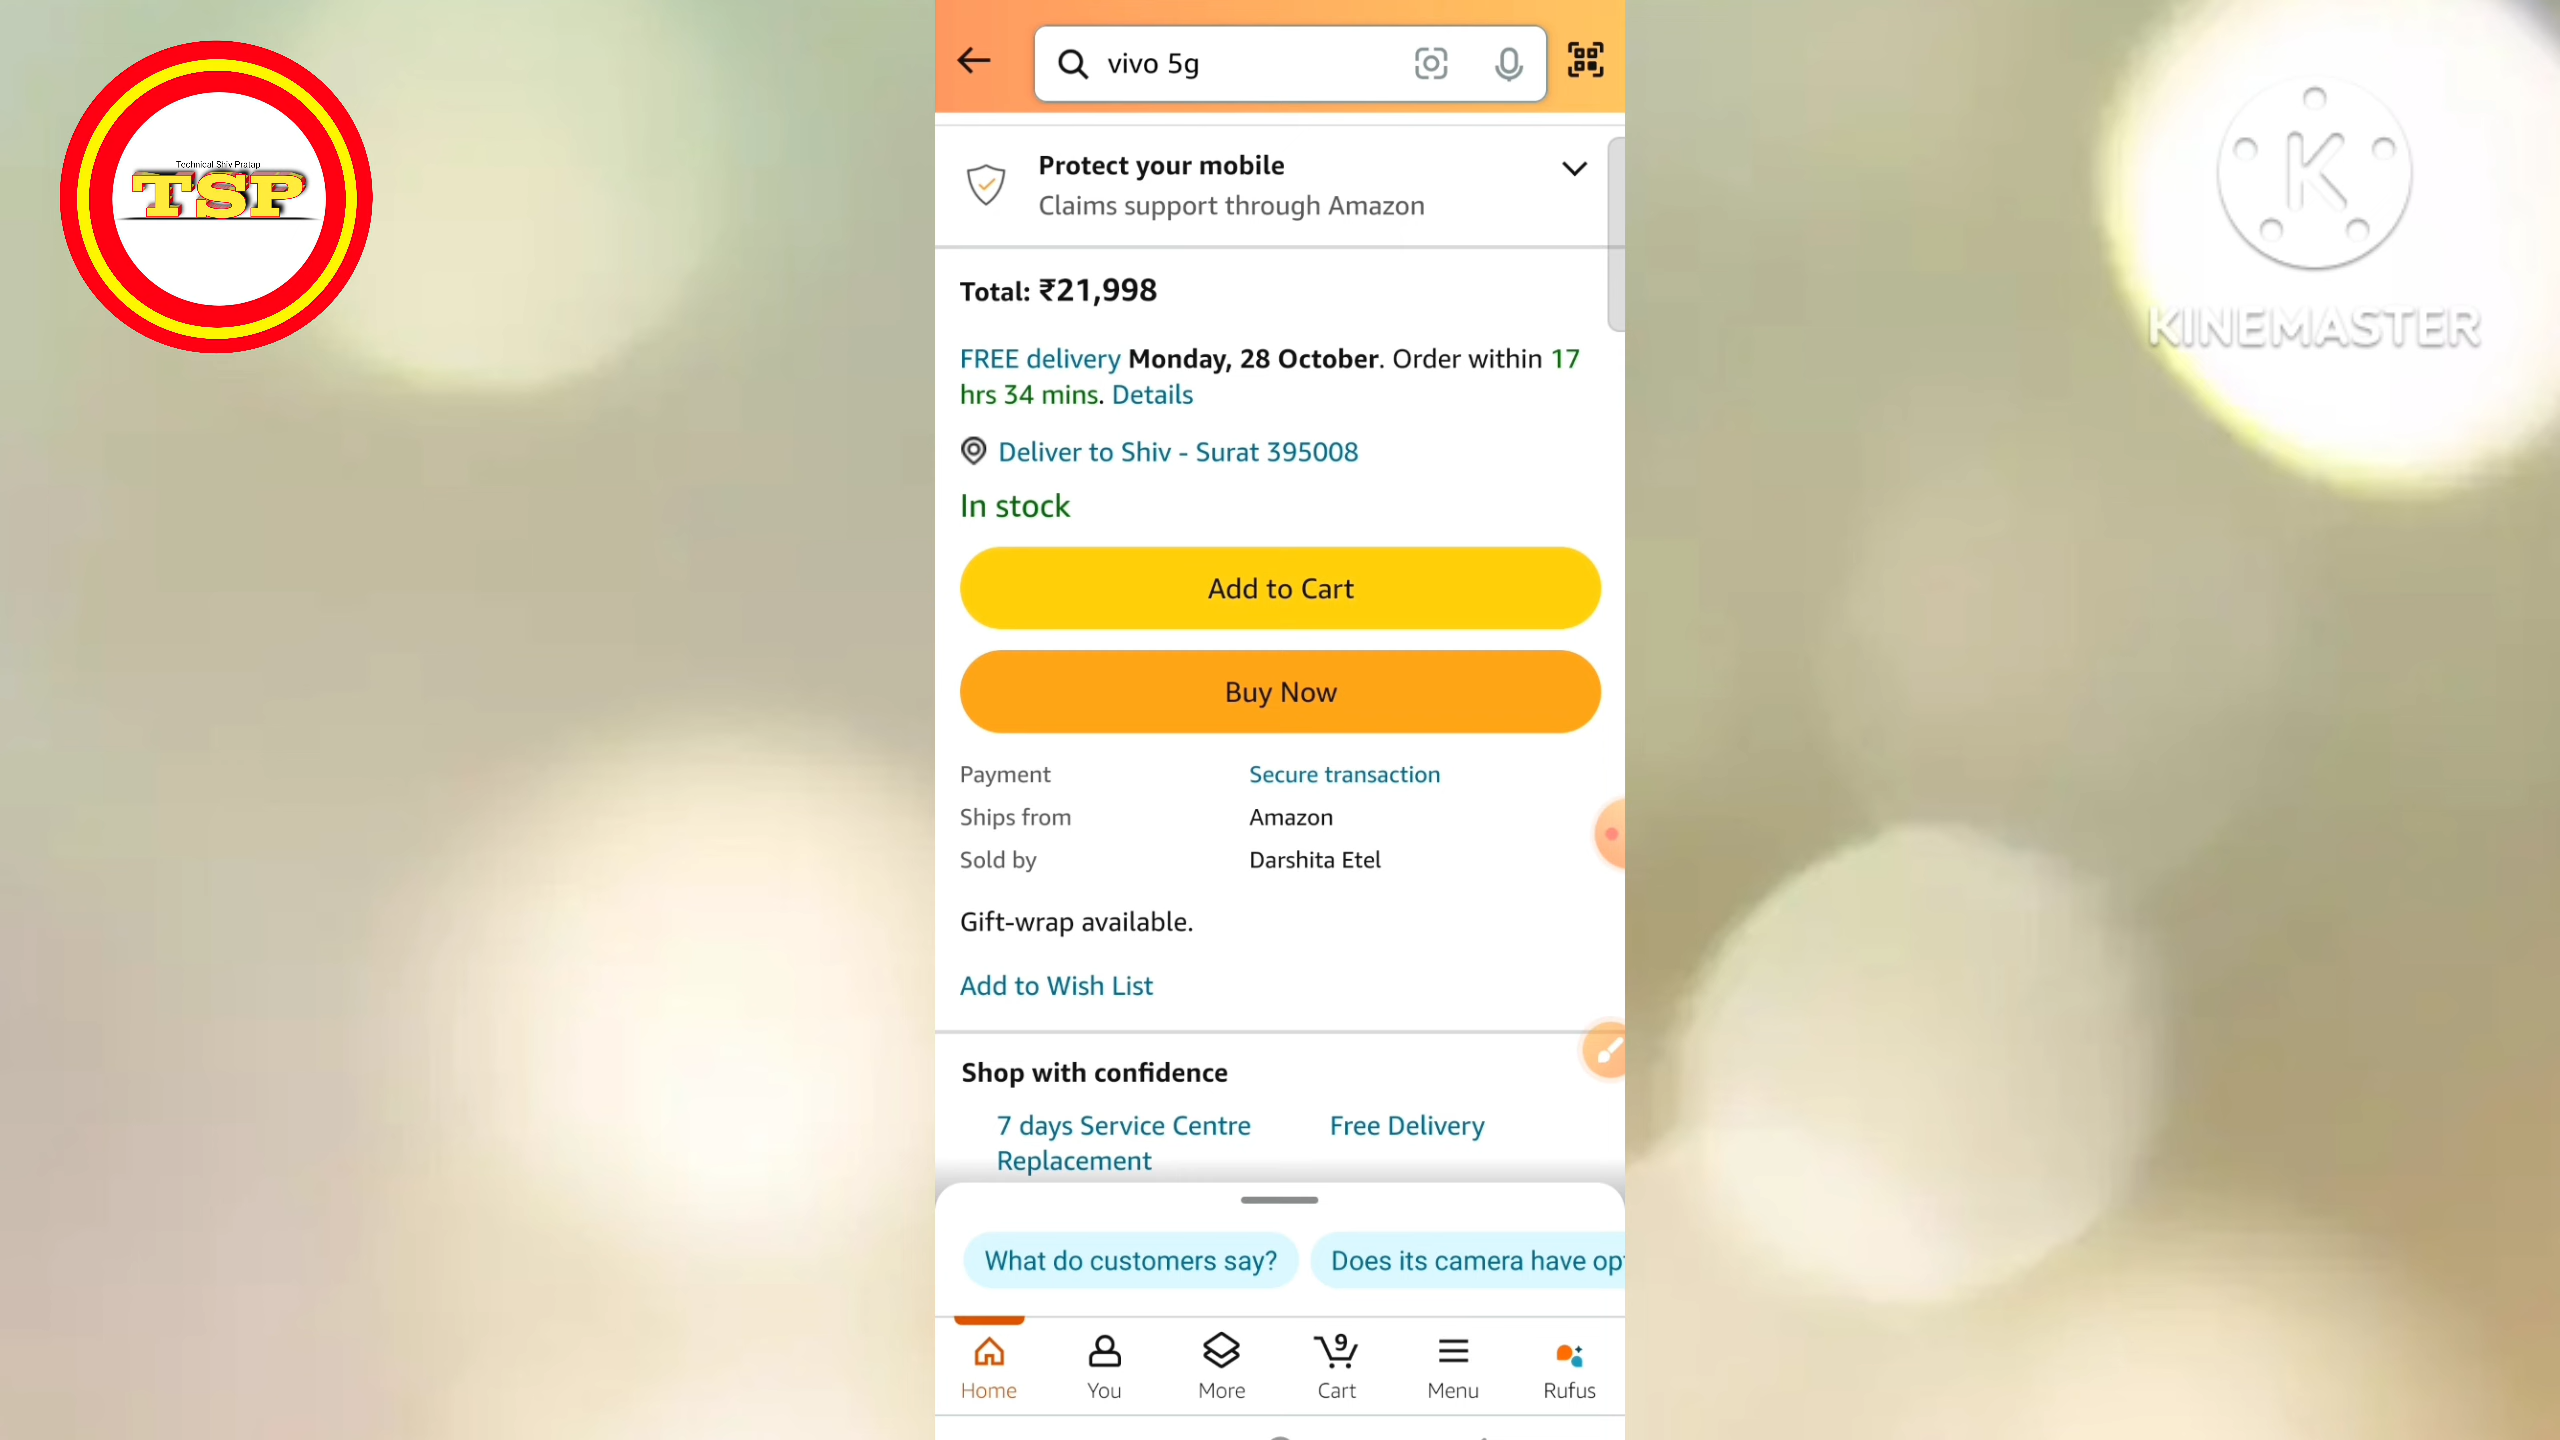 Technical Shiv Pratap
TSP
KINEMASTER
vivo 5g
Protect your mobile
Claims support through Amazon
Total: ₹21,998
FREE delivery Monday, 28 October. Order within 17
hrs 34 mins. Details
Deliver to Shiv - Surat 395008
In stock
Add to Cart
Buy Now
Payment Secure transaction
Ships from Amazon
Sold by Darshita Etel
Gift-wrap available.
Add to Wish List
Shop with confidence
7 days Service Centre
Replacement
Free Delivery
What do customers say?
Does its camera have
9
Home You More Cart Menu Rufus